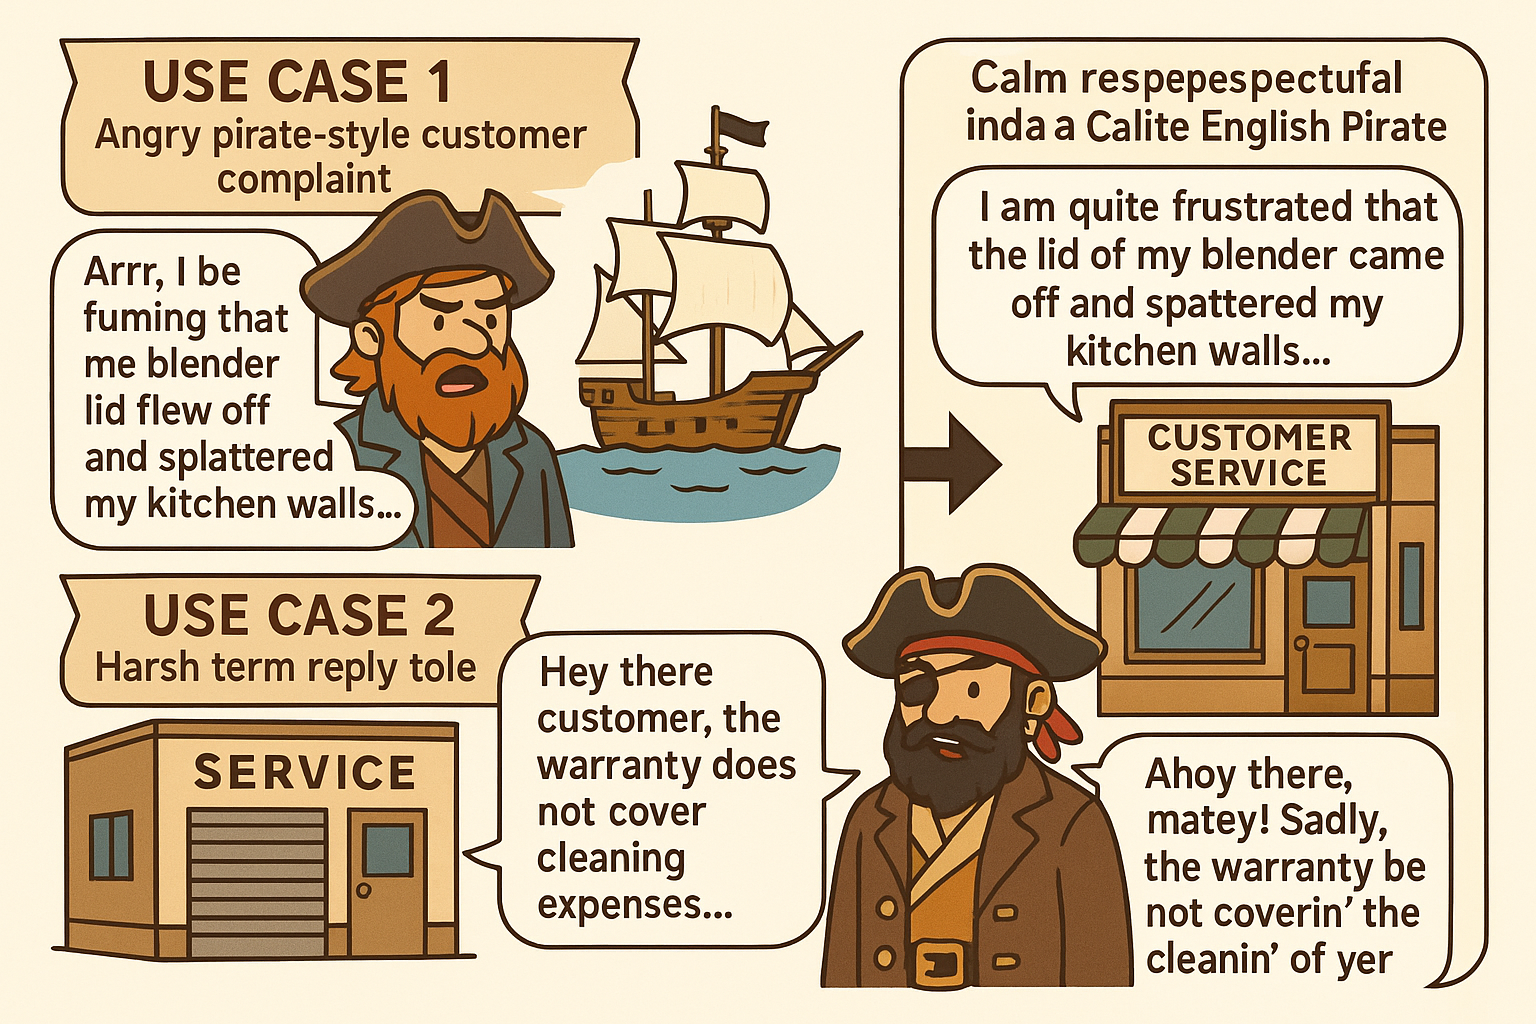 USE CASE 1
Angry pirate-style customer
complaint
Arrr, I be
fuming that
me blender
lid flew off
and splattered
my kitchen walls...
Calm respepespectufal
inda a Calite English Pirate
I am quite frustrated that
the lid of my blender came
off and spattered my
kitchen walls...
CUSTOMER
SERVICE
USE CASE 2
Harsh term reply tole
SERVICE
Hey there
customer, the
warranty does
not cover
cleaning
expenses...
Ahoy there,
matey! Sadly,
the warranty be
not coverin' the
cleanin' of yer